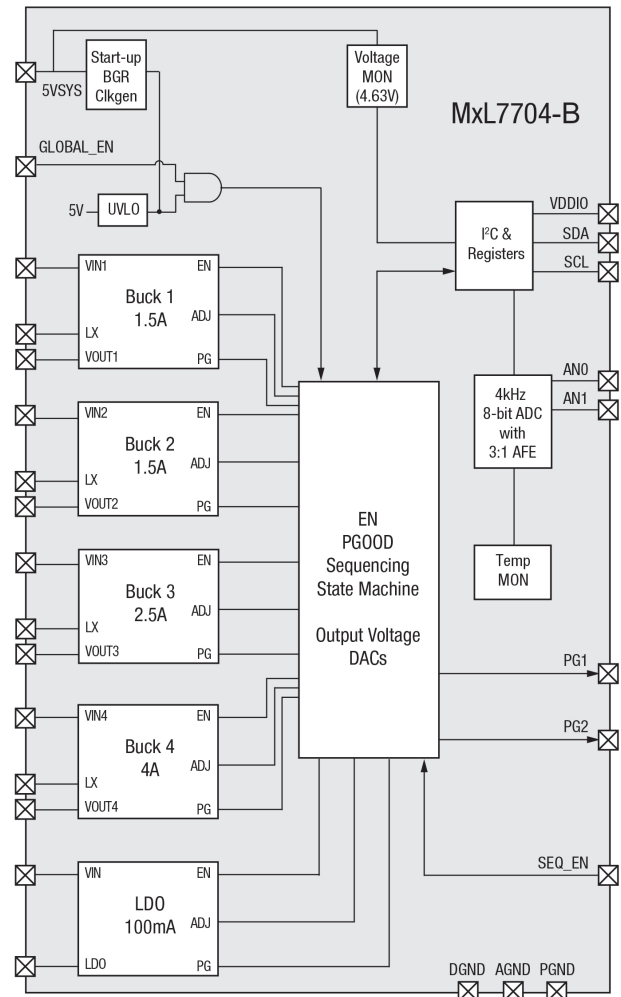 Start-up
BGR
Clkgen
5VSYS
Voltage
MON
(4.63V)
MxL7704-B
GLOBAL_EN
5V
UVLO
I²C &
Registers
VDDIO
SDA
SCL
VIN1
EN
Buck 1
1.5A
ADJ
LX
VOUT1
PG
4kHz
8-bit ADC
with
3:1 AFE
AN0
AN1
VIN2
EN
Buck 2
1.5A
ADJ
LX
VOUT2
PG
EN
PGOOD
Sequencing
State Machine
Output Voltage
DACs
Temp
MON
VIN3
EN
Buck 3
2.5A
ADJ
LX
VOUT3
PG
PG1
PG2
VIN4
EN
Buck 4
4A
ADJ
LX
VOUT4
PG
SEQ_EN
VIN
EN
LDO
100mA
ADJ
LDO
PG
DGND AGND PGND